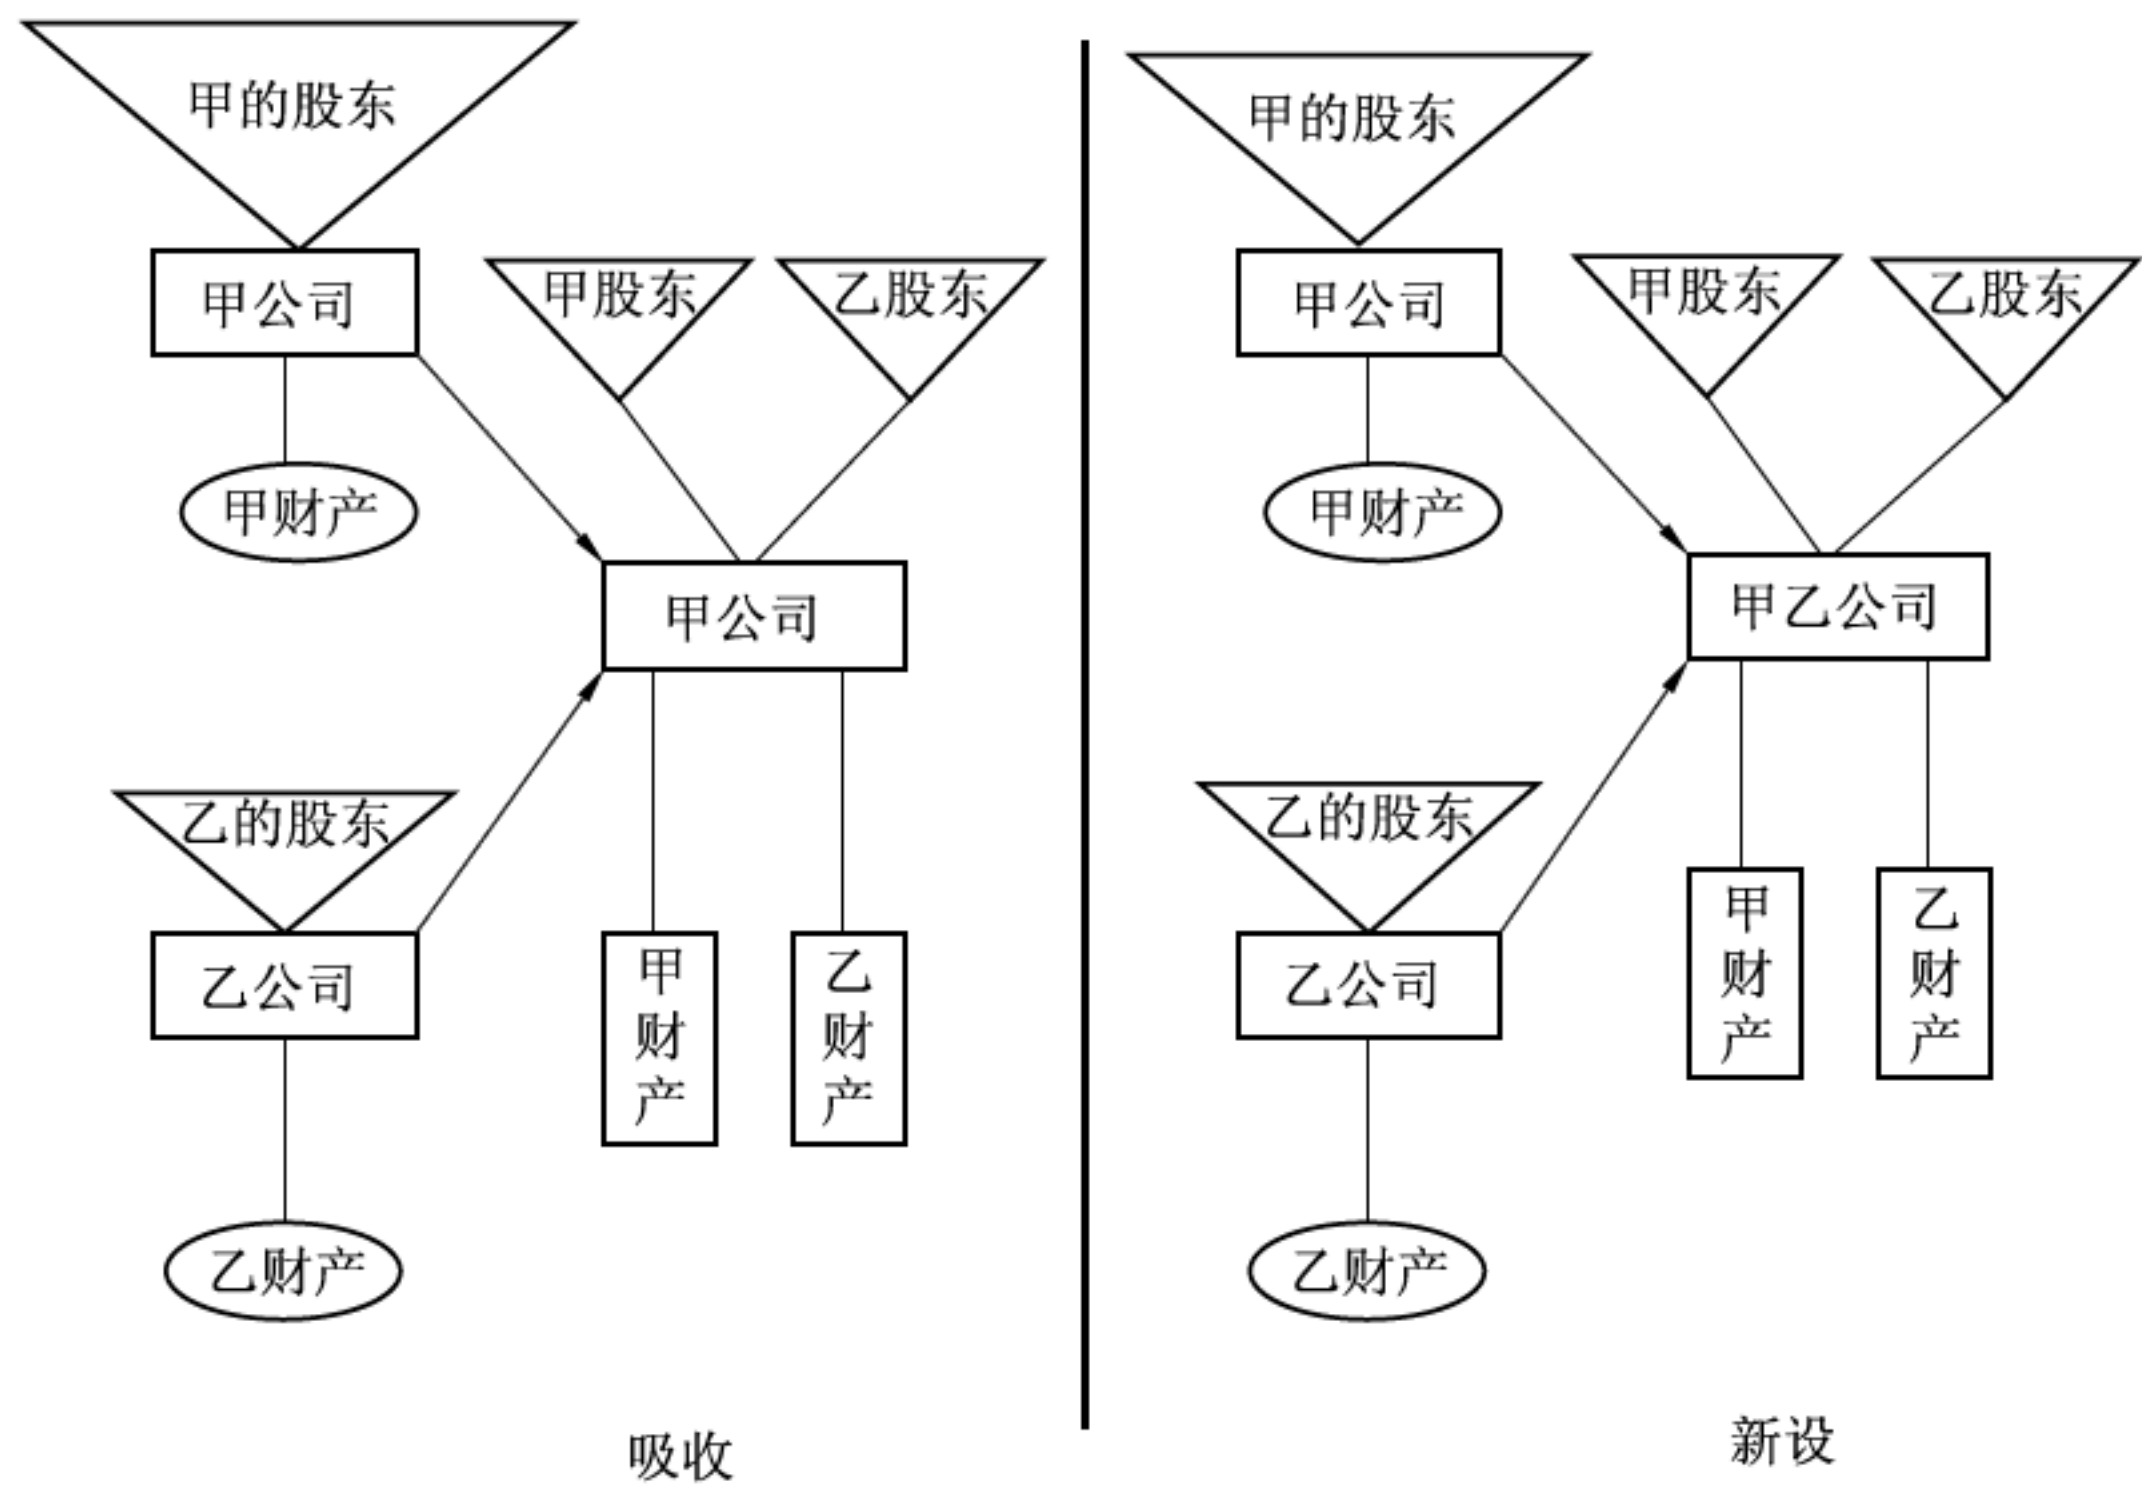 甲的股东
甲公司
甲股东
乙股东
甲财产
甲公司
乙的股东
乙公司
甲财产
乙财产
乙财产
吸收
甲的股东
甲公司
甲股东
乙股东
甲财产
甲乙公司
乙的股东
乙公司
甲财产
乙财产
乙财产
新设